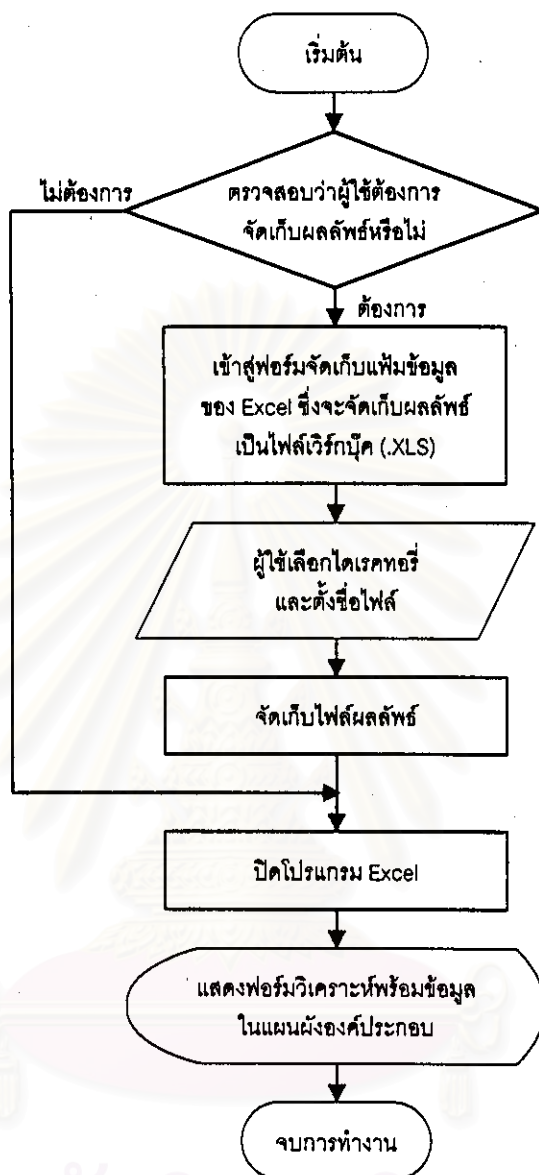 เริ่มต้น
ตรวจสอบว่าผู้ใช้ต้องการ
จัดเก็บผลลัพธ์หรือไม่
ไม่ต้องการ
ต้องการ
เข้าสู่ฟอร์มจัดเก็บแฟ้มข้อมูล
ของ Excel ซึ่งจะจัดเก็บผลลัพธ์
เป็นไฟล์เวิร์กบุ๊ค (.XLS)
ผู้ใช้เลือกไดเรคทอรี่
และตั้งชื่อไฟล์
จัดเก็บไฟล์ผลลัพธ์
ปิดโปรแกรม Excel
แสดงฟอร์มวิเคราะห์พร้อมข้อมูล
ในแผนผังองค์ประกอบ
จบการทำงาน